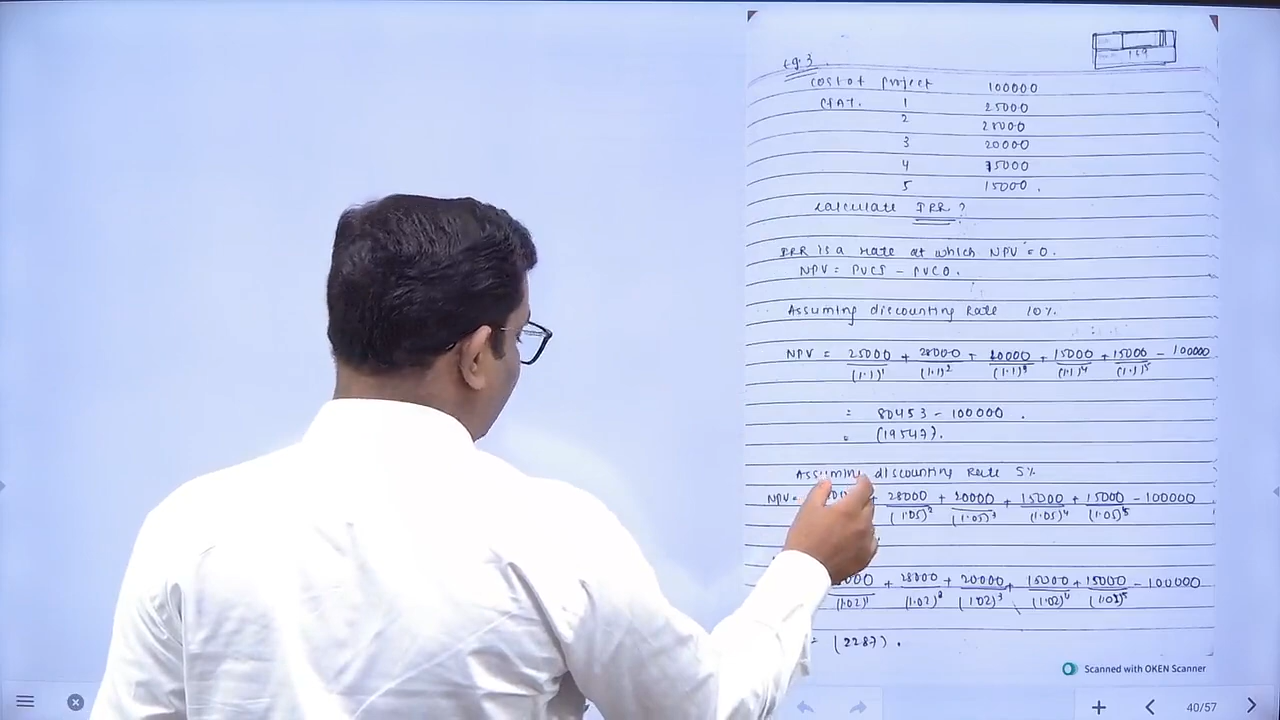 Eg. 3
Cost of project 100000
CFAT. 1 25000
2 28000
3 20000
4 15000
5 15000.
Calculate IRR?
IRR is a rate at which NPV = 0.
NPV = PVCI - PVCO.
Assuming discounting Rate 10%.
NPV = 25000/(1.1)¹ + 28000/(1.1)² + 20000/(1.1)³ + 15000/(1.1)⁴ + 15000/(1.1)⁵ - 100000
= 80453 - 100000.
= (19547).
Assuming discounting Rate 5%
NPV = + 28000/(1.05)² + 20000/(1.05)³ + 15000/(1.05)⁴ + 15000/(1.05)⁵ - 100000
/(1.02)¹ + 28000/(1.02)² + 20000/(1.02)³ + 15000/(1.02)⁴ + 15000/(1.02)⁵ - 100000
= (2287).
Scanned with OKEN Scanner
40/57